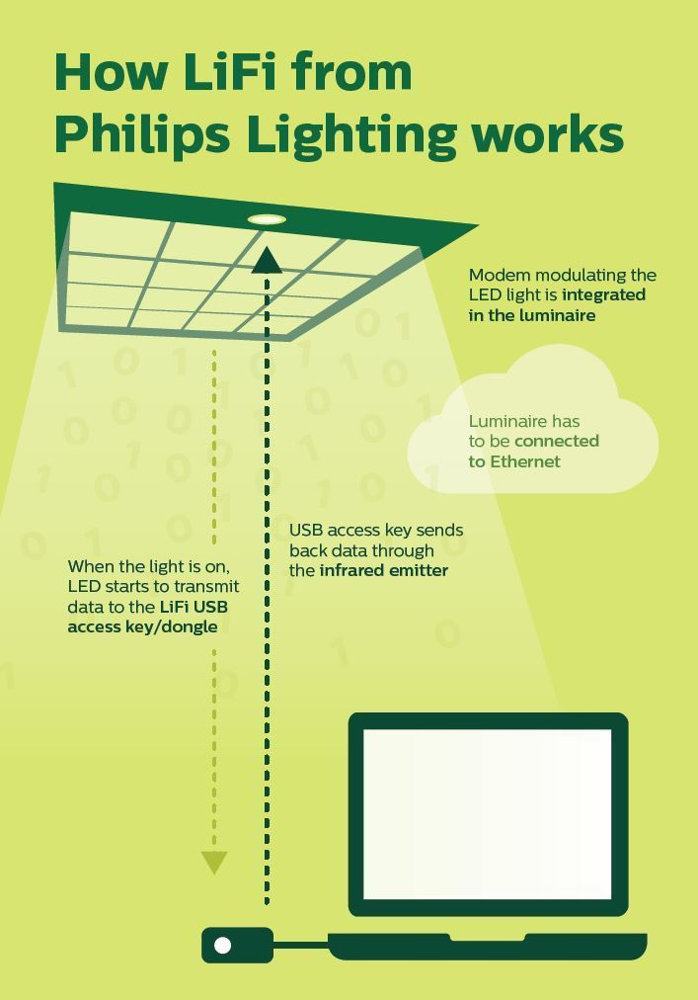 How LiFi from
Philips Lighting works
Modem modulating the
LED light is integrated
in the luminaire
Luminaire has
to be connected
to Ethernet
USB access key sends
back data through
the infrared emitter
When the light is on,
LED starts to transmit
data to the LiFi USB
access key/dongle